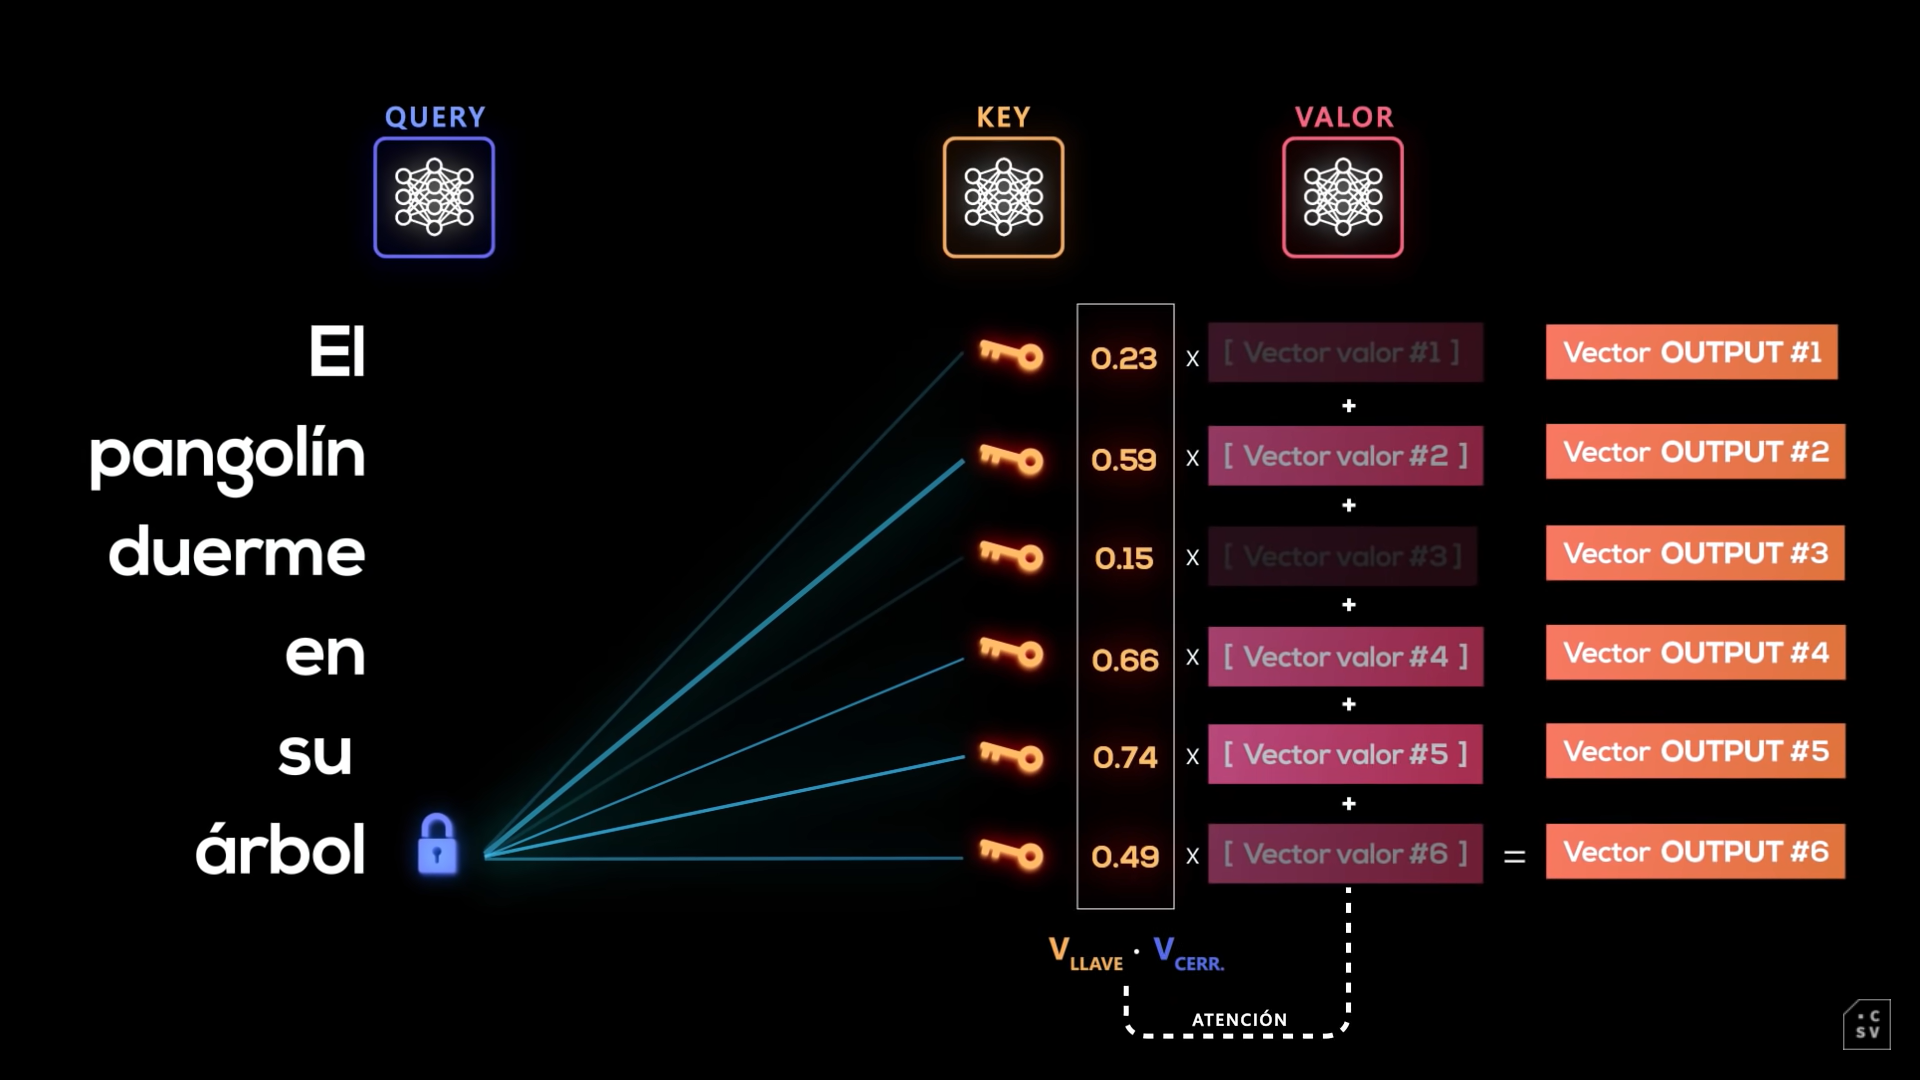 QUERY KEY VALOR
El 0.23 x [ Vector valor #1 ] Vector OUTPUT #1
+
pangolín 0.59 x [ Vector valor #2 ] Vector OUTPUT #2
+
duerme 0.15 x [ Vector valor #3 ] Vector OUTPUT #3
+
en 0.66 x [ Vector valor #4 ] Vector OUTPUT #4
+
su 0.74 x [ Vector valor #5 ] Vector OUTPUT #5
+
árbol 0.49 x [ Vector valor #6 ] = Vector OUTPUT #6
V LLAVE · V CERR.
ATENCIÓN
·C
SV